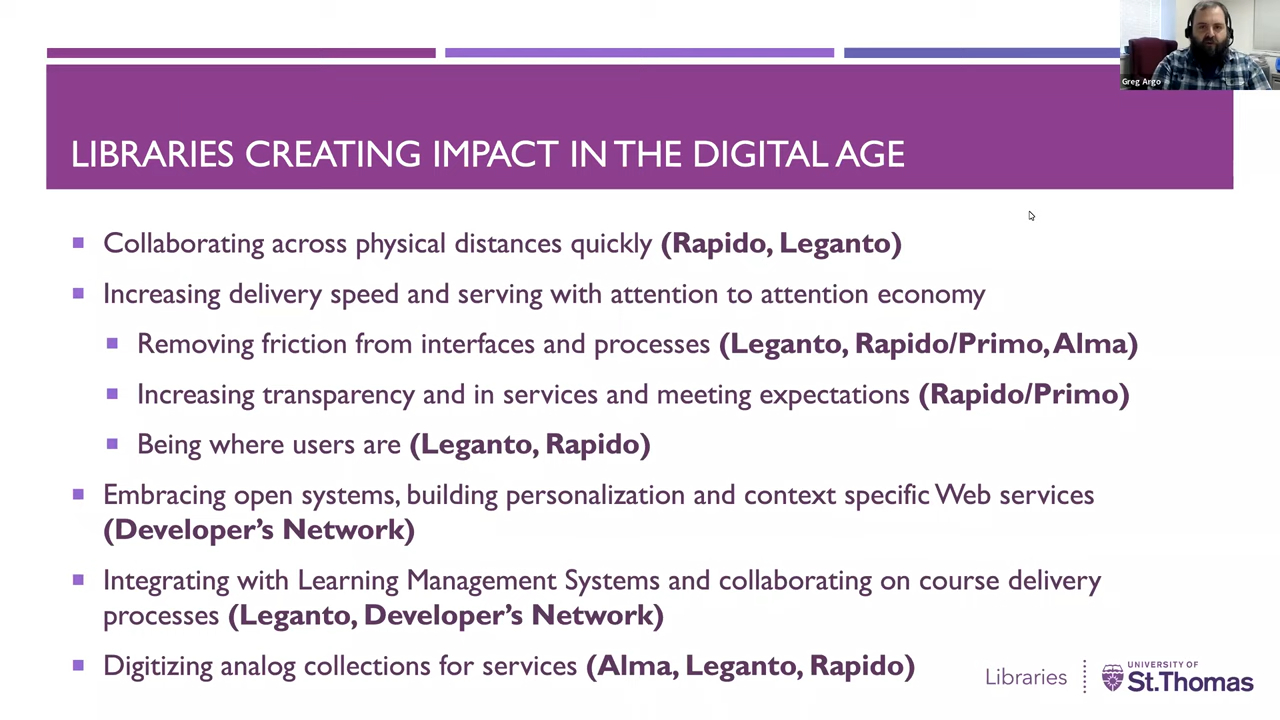 Greg Argo
LIBRARIES CREATING IMPACT IN THE DIGITAL AGE
Collaborating across physical distances quickly (Rapido, Leganto)
Increasing delivery speed and serving with attention to attention economy
Removing friction from interfaces and processes (Leganto, Rapido/Primo, Alma)
Increasing transparency and in services and meeting expectations (Rapido/Primo)
Being where users are (Leganto, Rapido)
Embracing open systems, building personalization and context specific Web services
(Developer's Network)
Integrating with Learning Management Systems and collaborating on course delivery
processes (Leganto, Developer's Network)
Digitizing analog collections for services (Alma, Leganto, Rapido)
Libraries
UNIVERSITY OF
St.Thomas